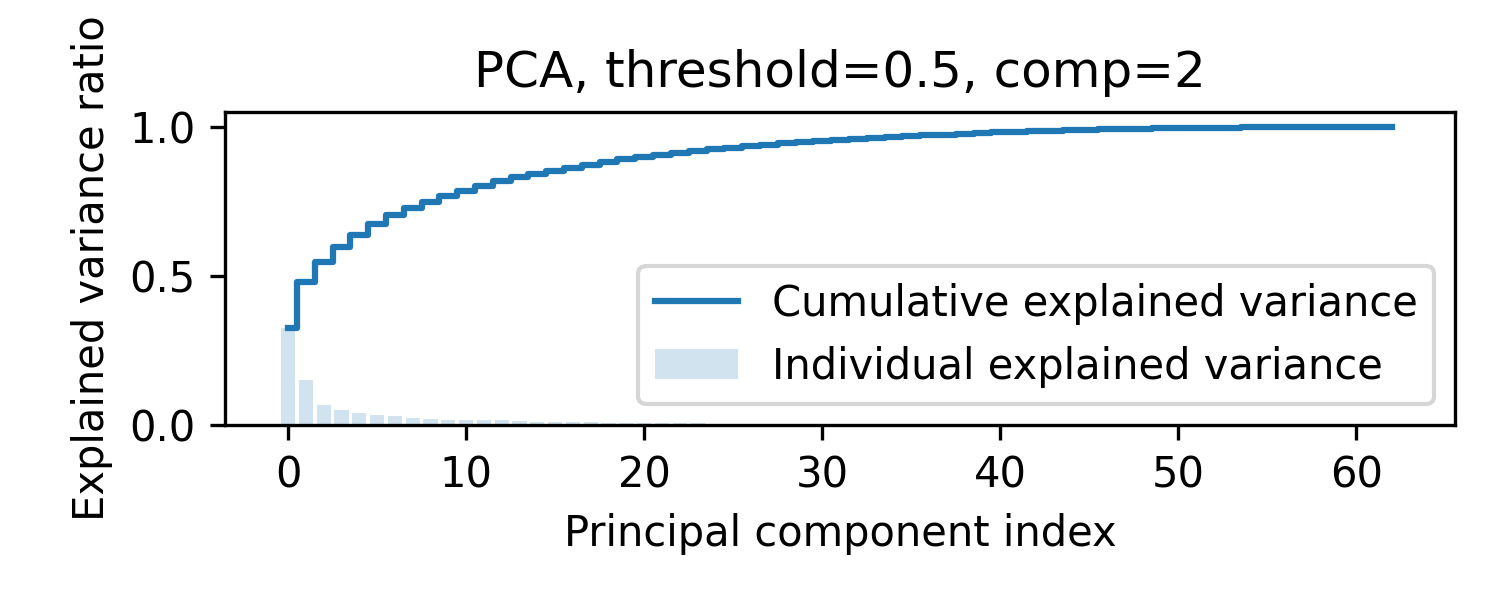 PCA, threshold=0.5, comp=2
Explained variance ratio
1.0
0.5
0.0
Cumulative explained variance
Individual explained variance
0 10 20 30 40 50 60
Principal component index